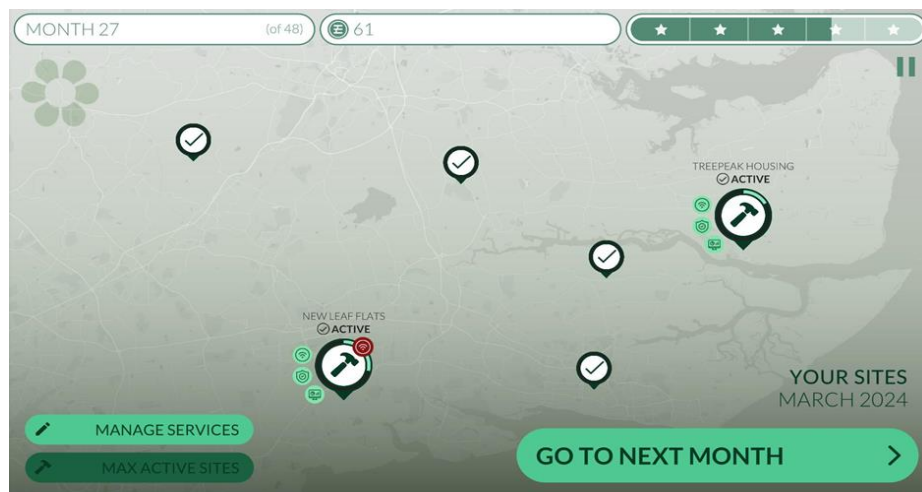 MONTH 27 (of 48)
61
TREEPEAK HOUSING
ACTIVE
NEW LEAF FLATS
ACTIVE
YOUR SITES
MARCH 2024
MANAGE SERVICES
MAX ACTIVE SITES
GO TO NEXT MONTH